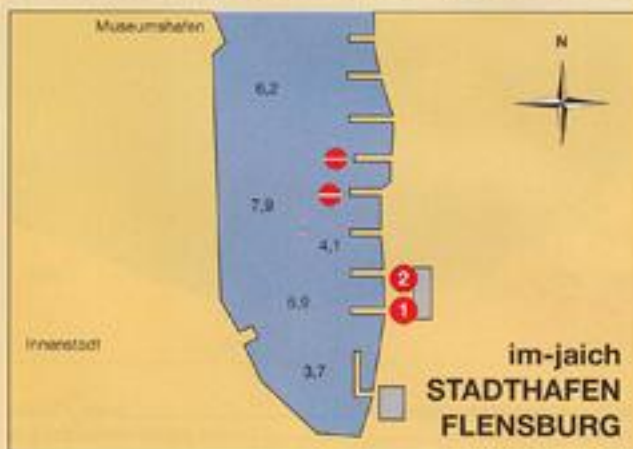 Museumshafen
N
6,2
7,9
4,1
2
6,9
1
Innenstadt
3,7
im-jaich
STADTHAFEN
FLENSBURG